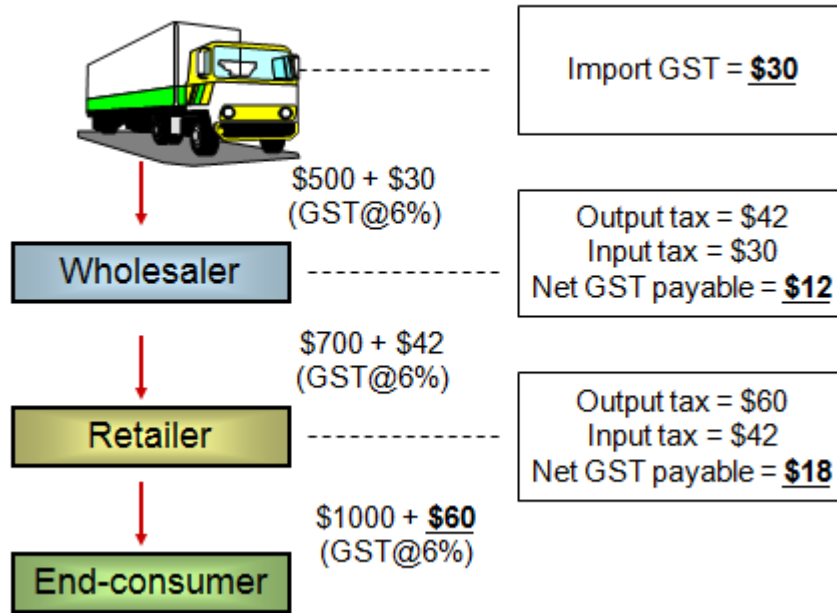 Import GST = $30
$500 + $30
(GST@6%)
Wholesaler
Output tax = $42
Input tax = $30
Net GST payable = $12
$700 + $42
(GST@6%)
Retailer
Output tax = $60
Input tax = $42
Net GST payable = $18
$1000 + $60
(GST@6%)
End-consumer